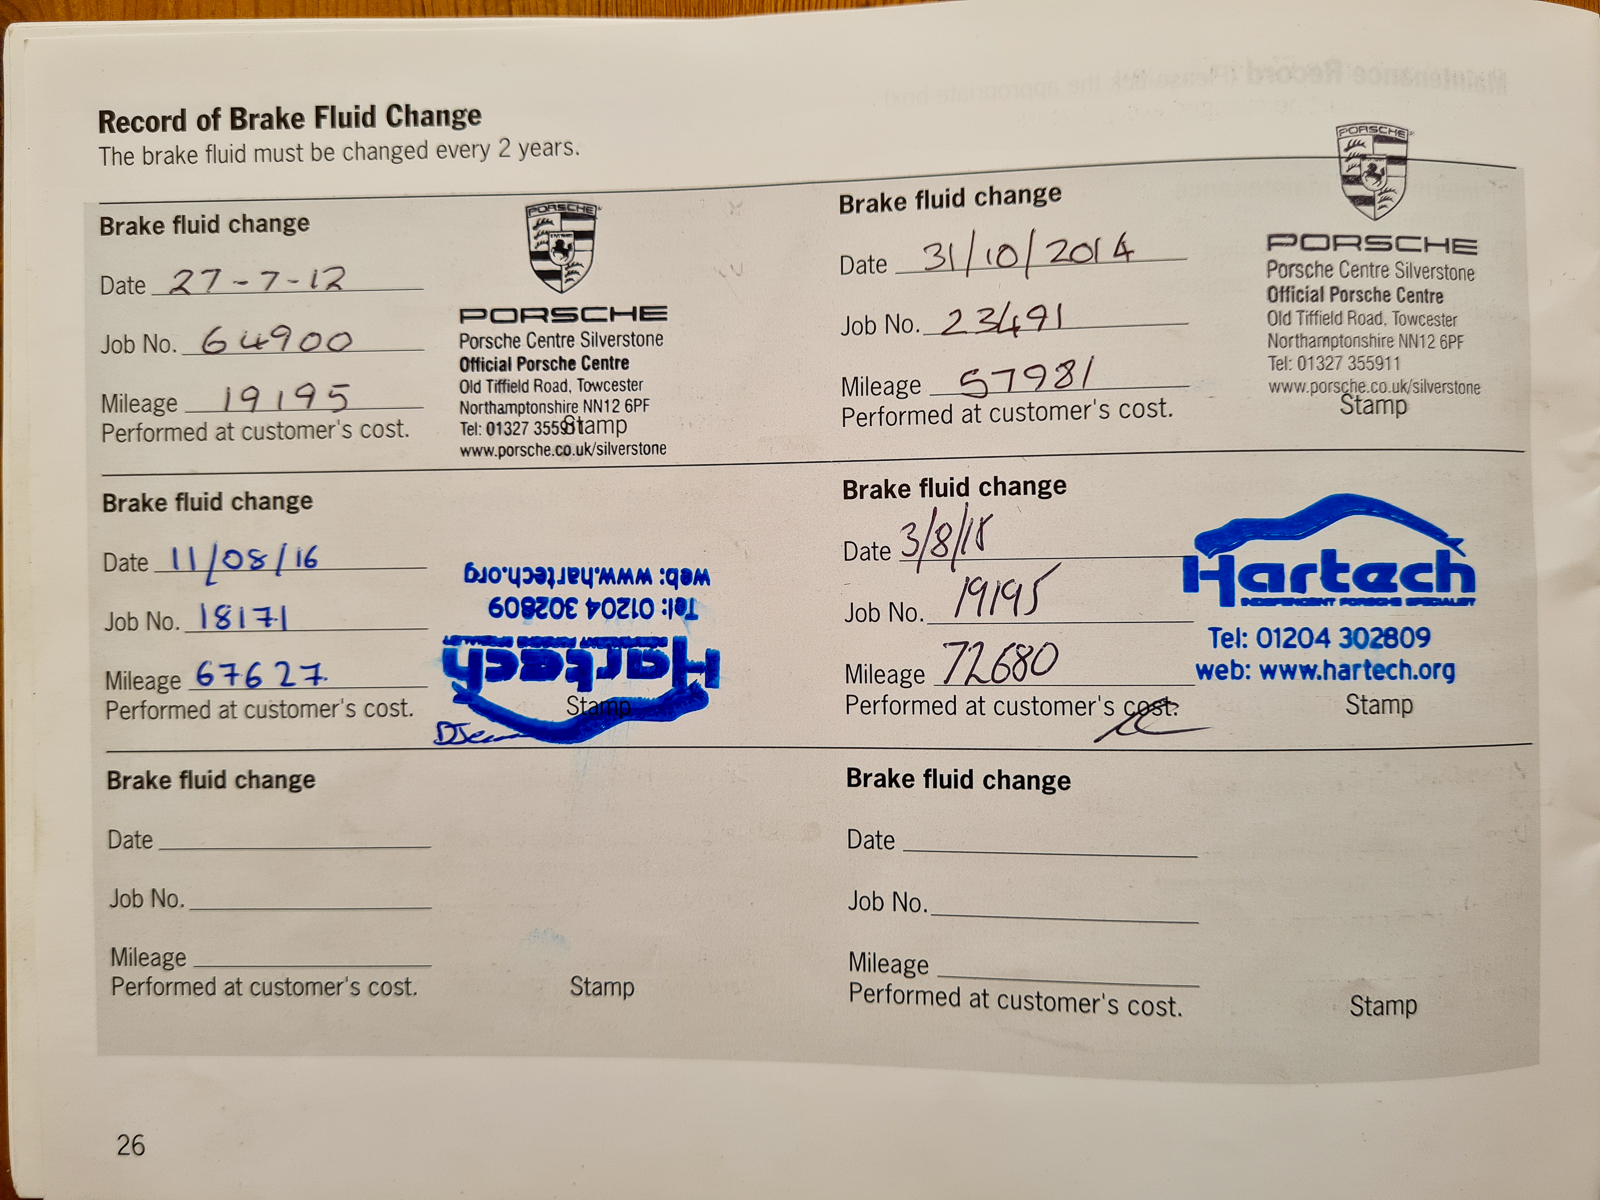 Record of Brake Fluid Change
The brake fluid must be changed every 2 years.
Brake fluid change
Date 27-7-12
Job No. 64900
Mileage 19195
Performed at customer's cost.
PORSCHE
PORSCHE
Porsche Centre Silverstone
Official Porsche Centre
Old Tiffield Road, Towcester
Northamptonshire NN12 6PF
Tel: 01327 355
Stamp
www.porsche.co.uk/silverstone
Brake fluid change
Date 31/10/2014
Job No. 23491
Mileage 57981
Performed at customer's cost.
PORSCHE
PORSCHE
Porsche Centre Silverstone
Official Porsche Centre
Old Tiffield Road, Towcester
Northamptonshire NN12 6PF
Tel: 01327 355911
www.porsche.co.uk/silverstone
Stamp
Brake fluid change
Date 11/08/16
Job No. 18171
Mileage 67627
Performed at customer's cost.
Hartech
INDEPENDENT PORSCHE SPECIALIST
Tel: 01204 302809
web: www.hartech.org
Stamp
Brake fluid change
Date 3/8/18
Job No. 19195
Mileage 72680
Performed at customer's cost.
Hartech
INDEPENDENT PORSCHE SPECIALIST
Tel: 01204 302809
web: www.hartech.org
Stamp
Brake fluid change
Date
Job No.
Mileage
Performed at customer's cost.
Stamp
Brake fluid change
Date
Job No.
Mileage
Performed at customer's cost.
Stamp
26